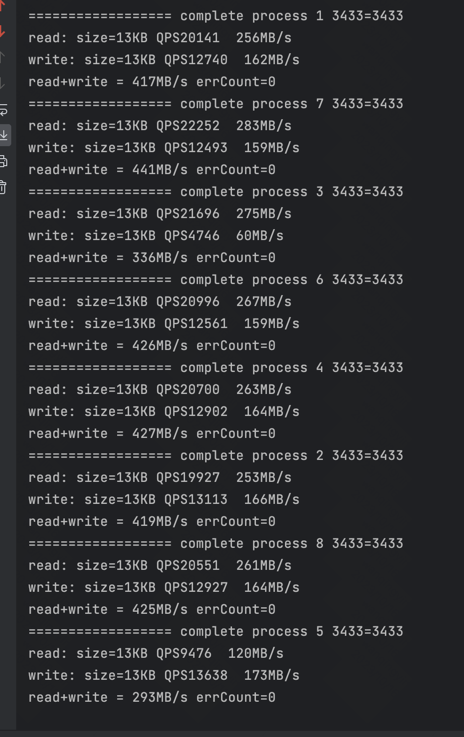 ================== complete process 1 3433=3433
read: size=13KB QPS20141  256MB/s
write: size=13KB QPS12740  162MB/s
read+write = 417MB/s errCount=0
================== complete process 7 3433=3433
read: size=13KB QPS22252  283MB/s
write: size=13KB QPS12493  159MB/s
read+write = 441MB/s errCount=0
================== complete process 3 3433=3433
read: size=13KB QPS21696  275MB/s
write: size=13KB QPS4746  60MB/s
read+write = 336MB/s errCount=0
================== complete process 6 3433=3433
read: size=13KB QPS20996  267MB/s
write: size=13KB QPS12561  159MB/s
read+write = 426MB/s errCount=0
================== complete process 4 3433=3433
read: size=13KB QPS20700  263MB/s
write: size=13KB QPS12902  164MB/s
read+write = 427MB/s errCount=0
================== complete process 2 3433=3433
read: size=13KB QPS19927  253MB/s
write: size=13KB QPS13113  166MB/s
read+write = 419MB/s errCount=0
================== complete process 8 3433=3433
read: size=13KB QPS20551  261MB/s
write: size=13KB QPS12927  164MB/s
read+write = 425MB/s errCount=0
================== complete process 5 3433=3433
read: size=13KB QPS9476  120MB/s
write: size=13KB QPS13638  173MB/s
read+write = 293MB/s errCount=0